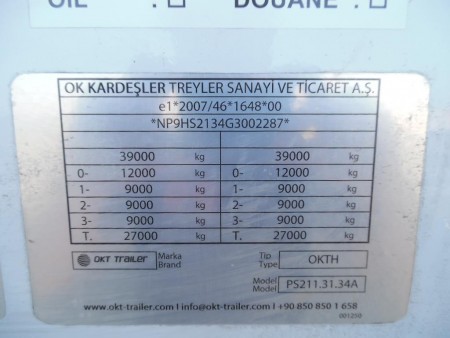 OIL : DOUANE :
OK KARDEŞLER TREYLER SANAYİ VE TİCARET A.Ş.
e1*2007/46*1648*00
*NP9HS2134G3002287*
39000 kg 39000 kg
0- 12000 kg 0- 12000 kg
1- 9000 kg 1- 9000 kg
2- 9000 kg 2- 9000 kg
3- 9000 kg 3- 9000 kg
T. 27000 kg T. 27000 kg
OKT TRAILER Marka Brand Tip Type OKTH
Model Model PS211.31.34A
www.okt-trailer.com I info@okt-trailer.com I +90 850 850 1 658
001259